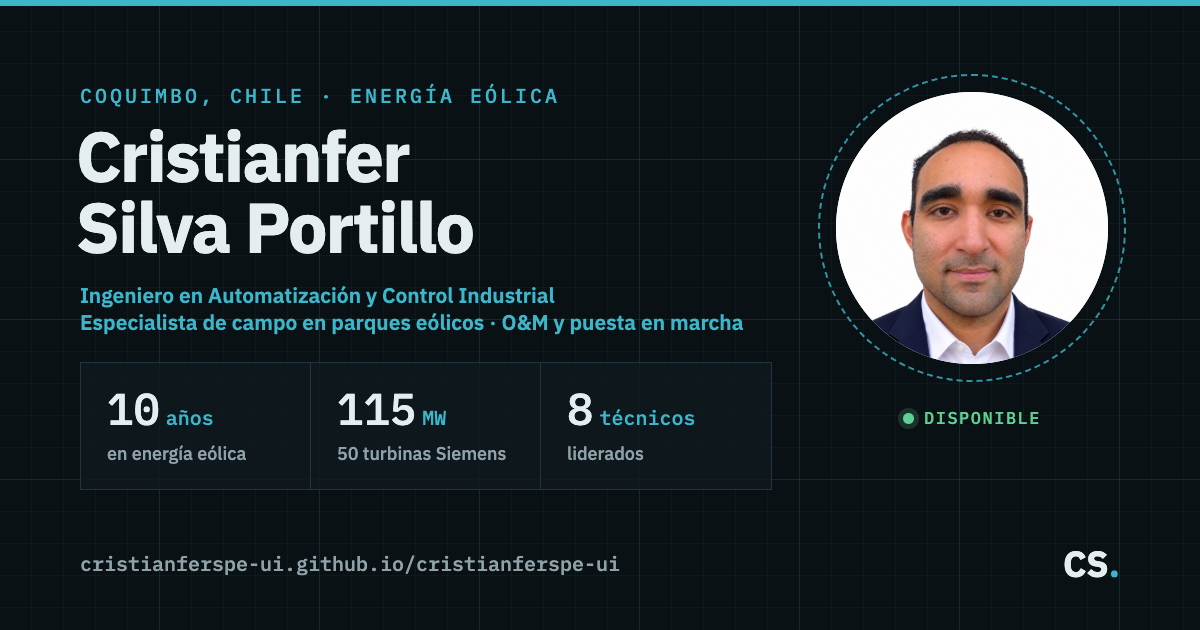 COQUIMBO, CHILE · ENERGÍA EÓLICA
Cristianfer
Silva Portillo
Ingeniero en Automatización y Control Industrial
Especialista de campo en parques eólicos · O&M y puesta en marcha
10 años
en energía eólica
115 MW
50 turbinas Siemens
8 técnicos
liderados
DISPONIBLE
cristianferspe-ui.github.io/cristianferspe-ui
CS.